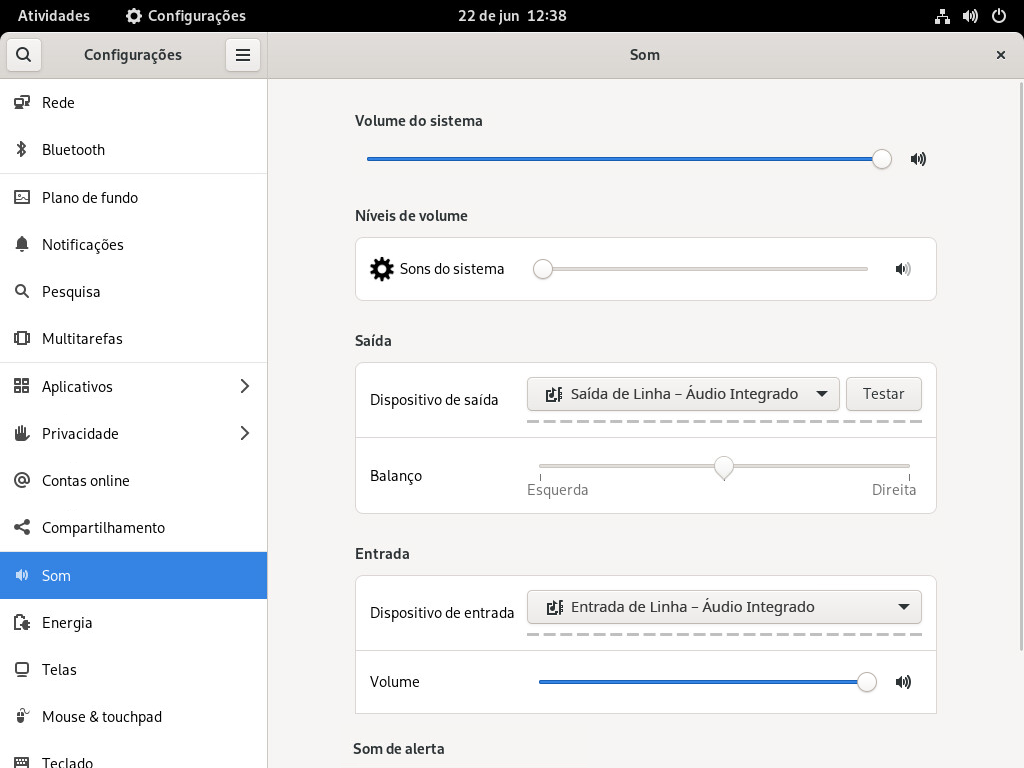 Atividades Configurações 22 de jun 12:38
Configurações
Som
Rede
Bluetooth
Plano de fundo
Notificações
Pesquisa
Multitarefas
Aplicativos
Privacidade
Contas online
Compartilhamento
Som
Energia
Telas
Mouse & touchpad
Teclado
Volume do sistema
Níveis de volume
Sons do sistema
Saída
Dispositivo de saída Saída de Linha – Áudio Integrado Testar
Balanço
Esquerda Direita
Entrada
Dispositivo de entrada Entrada de Linha – Áudio Integrado
Volume
Som de alerta